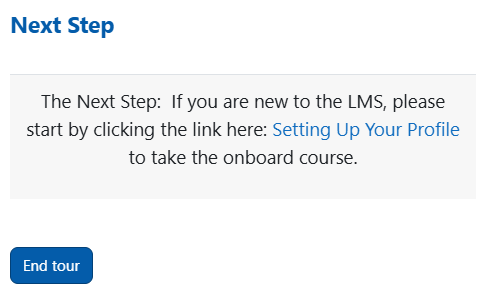 Next Step
The Next Step:  If you are new to the LMS, please
start by clicking the link here: Setting Up Your Profile
to take the onboard course.
End tour